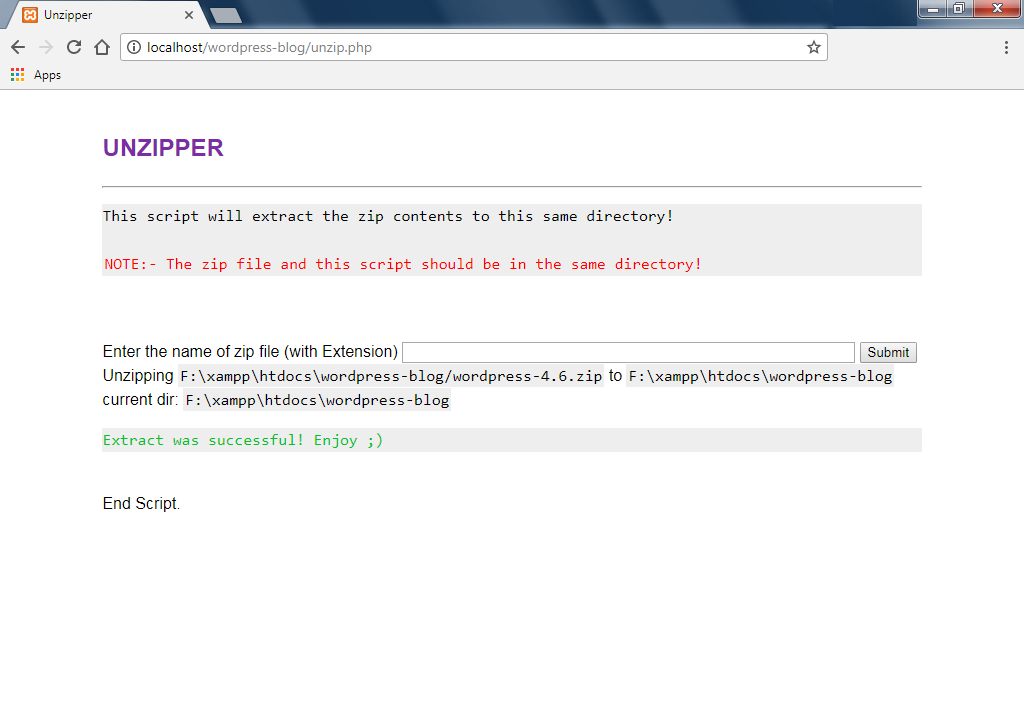 Unzipper
localhost/wordpress-blog/unzip.php
Apps
UNZIPPER
This script will extract the zip contents to this same directory!
NOTE:- The zip file and this script should be in the same directory!
Enter the name of zip file (with Extension) Submit
Unzipping F:\xampp\htdocs\wordpress-blog/wordpress-4.6.zip to F:\xampp\htdocs\wordpress-blog
current dir: F:\xampp\htdocs\wordpress-blog
Extract was successful! Enjoy ;)
End Script.